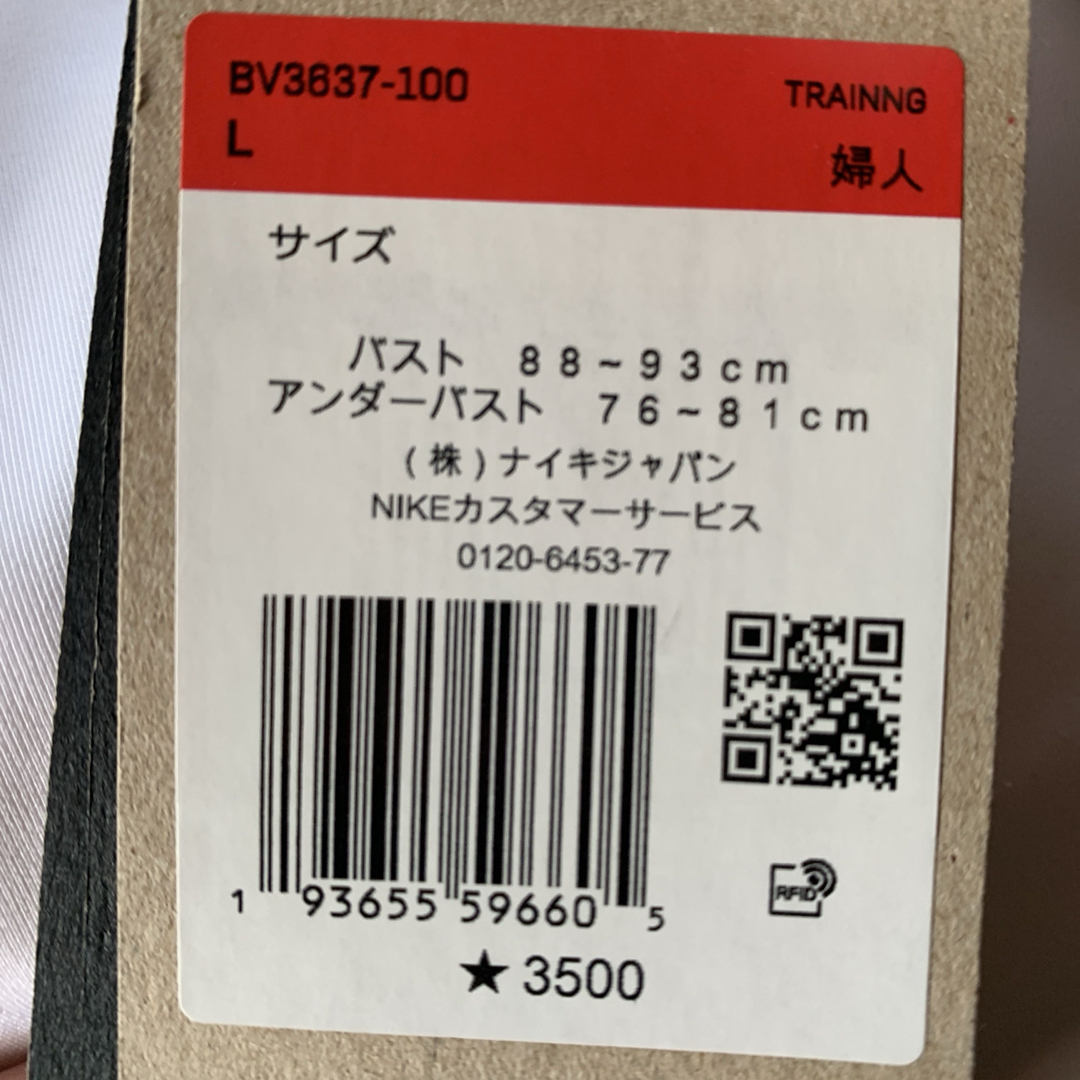 BV3637-100
TRAINNG
L
婦人
サイズ
バスト 88~93cm
アンダーバスト 76~81cm
(株)ナイキジャパン
NIKEカスタマーサービス
0120-6453-77
RFID
1 93655 59660 5
★3500